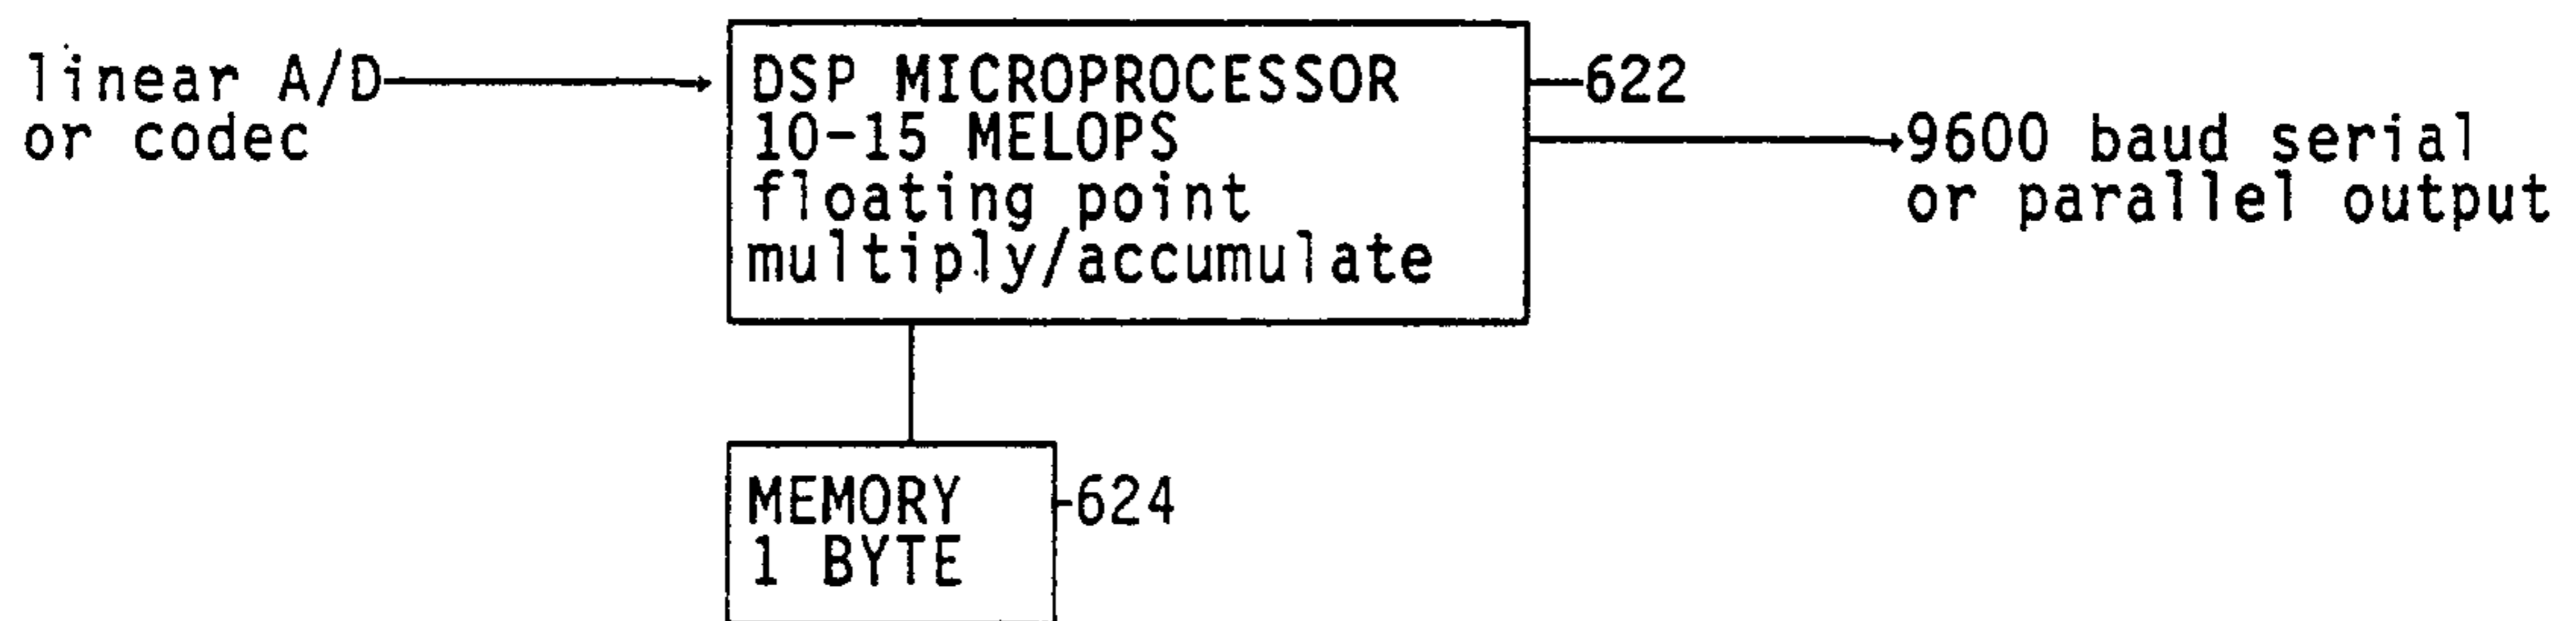 linear A/D
or codec
DSP MICROPROCESSOR
10-15 MELOPS
floating point
multiply/accumulate
622
9600 baud serial
or parallel output
MEMORY
1 BYTE
624